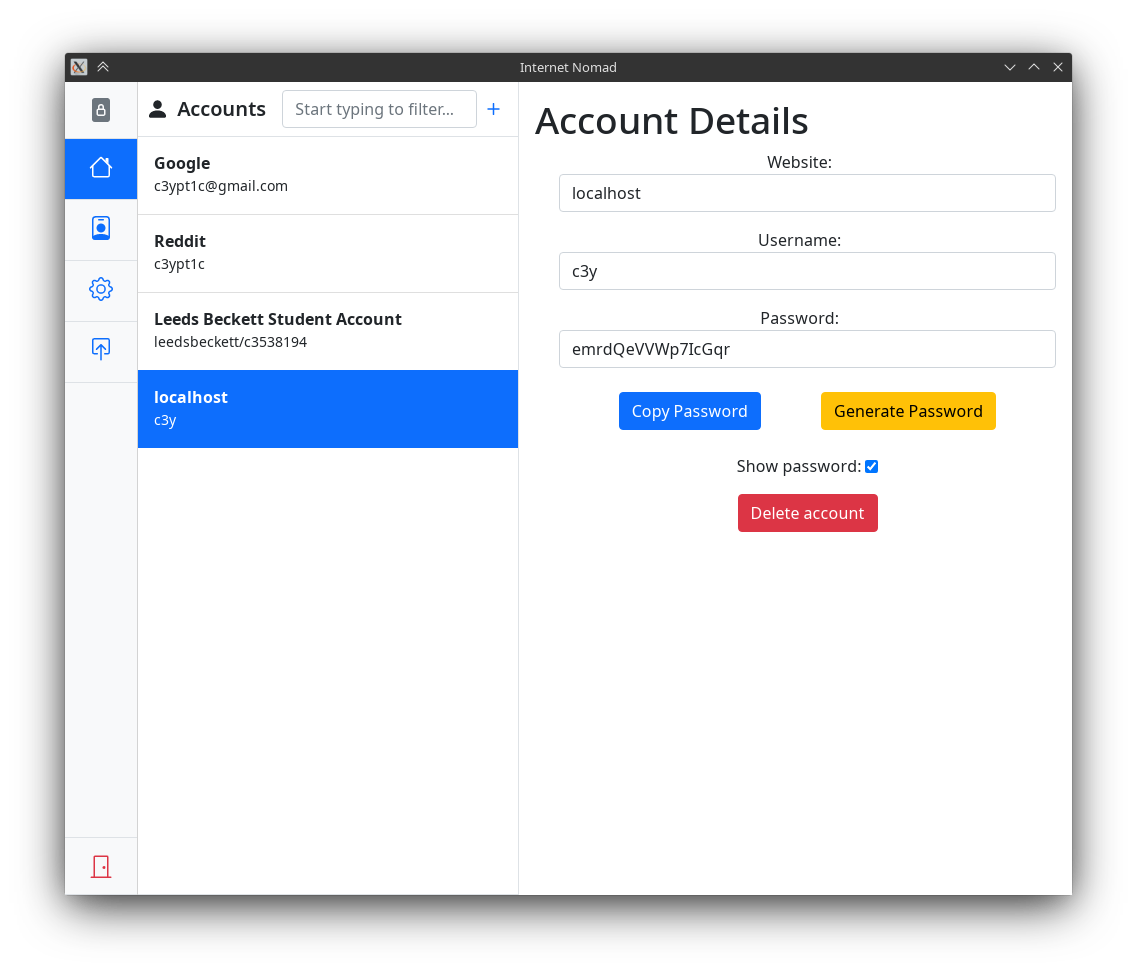 Internet Nomad
Accounts
Start typing to filter...
Google
c3ypt1c@gmail.com
Reddit
c3ypt1c
Leeds Beckett Student Account
leedsbeckett/c3538194
localhost
c3y
Account Details
Website:
localhost
Username:
c3y
Password:
emrdQeVVWp7IcGqr
Copy Password
Generate Password
Show password:
Delete account